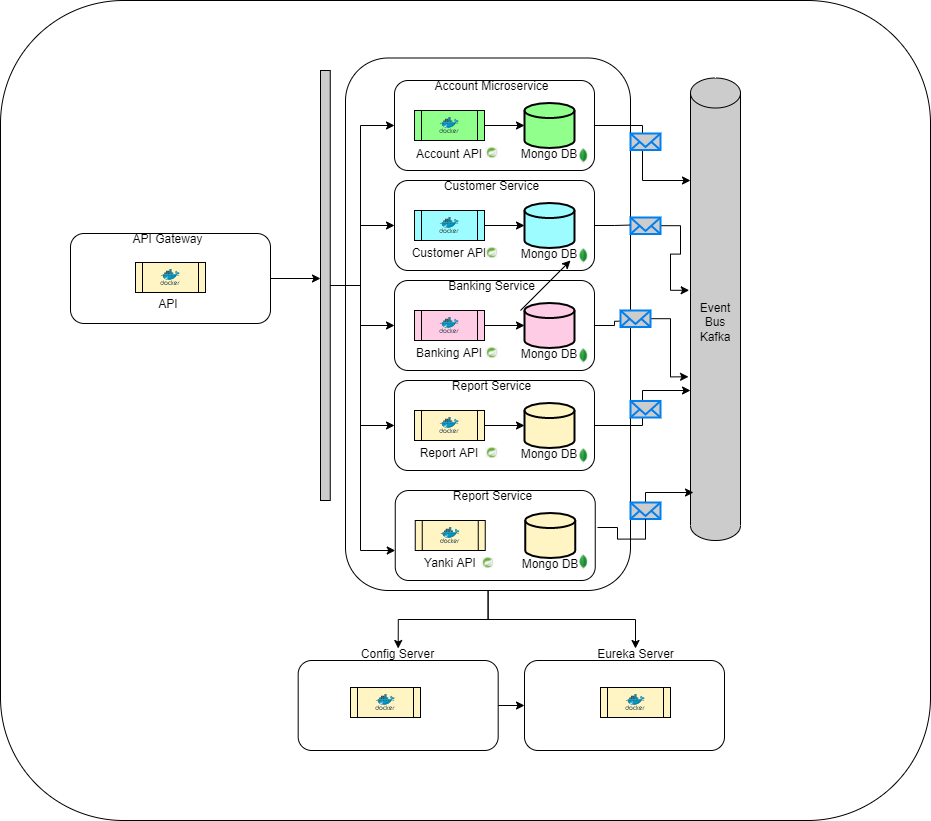 Account Microservice
docker
Account API
Mongo DB
Customer Service
docker
Customer API
Mongo DB
API Gateway
docker
API
Banking Service
docker
Banking API
Mongo DB
Event
Bus
Kafka
Report Service
docker
Report API
Mongo DB
Report Service
docker
Yanki API
Mongo DB
Config Server
docker
Eureka Server
docker